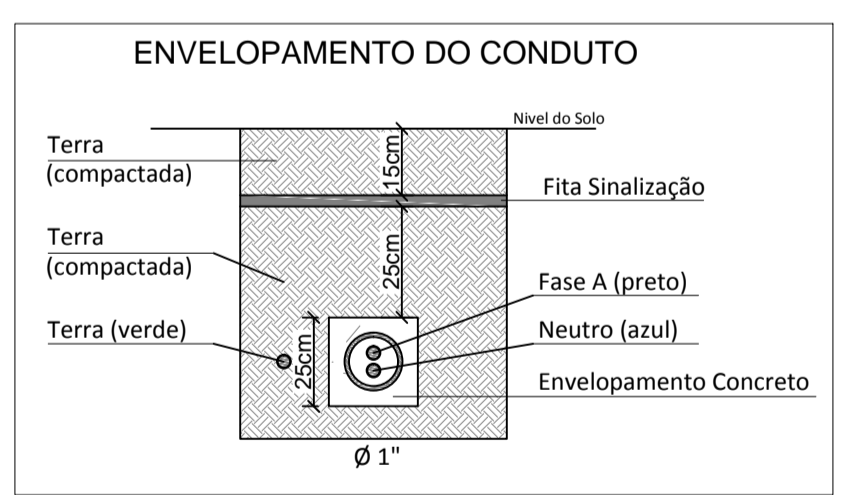 ENVELOPAMENTO DO CONDUTO
Nivel do Solo
Terra
(compactada)
15cm
Fita Sinalização
Terra
(compactada)
25cm
Fase A (preto)
Terra (verde)
Neutro (azul)
25cm
Envelopamento Concreto
Ø 1"